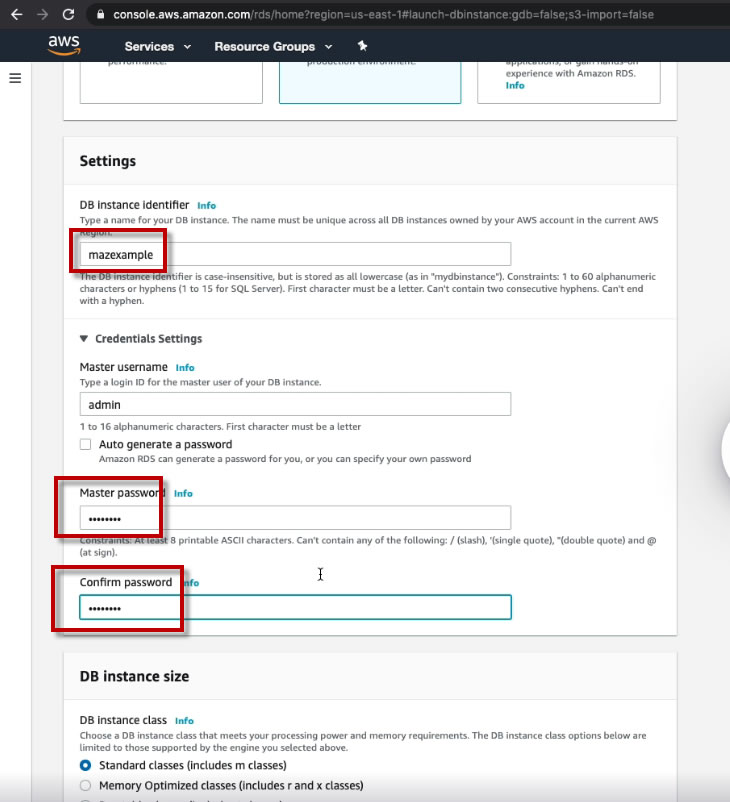 console.aws.amazon.com/rds/home?region=us-east-1#launch-dbinstance:gdb=false;s3-import=false
aws Services Resource Groups
performance.
production environment.
applications, or gain hands-on
experience with Amazon RDS.
Info
Settings
DB instance identifier Info
Type a name for your DB instance. The name must be unique across all DB instances owned by your AWS account in the current AWS
Region.
mazexample
The DB instance identifier is case-insensitive, but is stored as all lowercase (as in "mydbinstance"). Constraints: 1 to 60 alphanumeric
characters or hyphens (1 to 15 for SQL Server). First character must be a letter. Can't contain two consecutive hyphens. Can't end
with a hyphen.
Credentials Settings
Master username Info
Type a login ID for the master user of your DB instance.
admin
1 to 16 alphanumeric characters. First character must be a letter
Auto generate a password
Amazon RDS can generate a password for you, or you can specify your own password
Master password Info
••••••••
Constraints: At least 8 printable ASCII characters. Can't contain any of the following: / (slash), '(single quote), "(double quote) and @
(at sign).
Confirm password Info
••••••••
DB instance size
DB instance class Info
Choose a DB instance class that meets your processing power and memory requirements. The DB instance class options below are
limited to those supported by the engine you selected above.
Standard classes (includes m classes)
Memory Optimized classes (includes r and x classes)